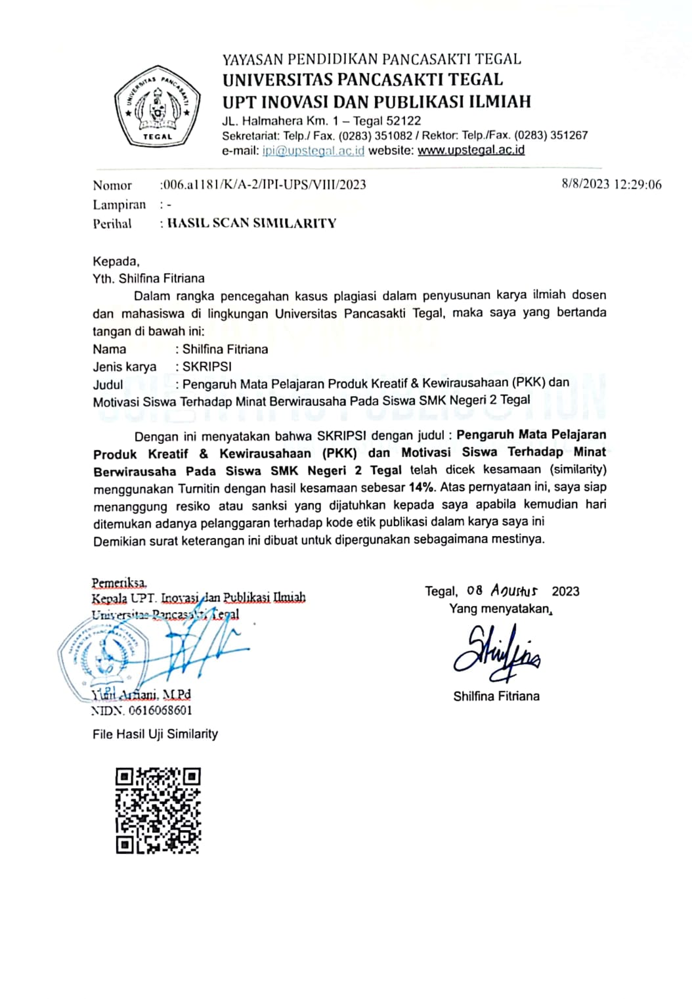 YAYASAN PENDIDIKAN PANCASAKTI TEGAL
UNIVERSITAS PANCASAKTI TEGAL
UPT INOVASI DAN PUBLIKASI ILMIAH
JL. Halmahera Km. 1 – Tegal 52122
Sekretariat: Telp./ Fax. (0283) 351082 / Rektor: Telp./Fax. (0283) 351267
e-mail: ipi@upstegal.ac.id website: www.upstegal.ac.id
UNIVERSITAS PANCASAKTI
TEGAL
Nomor :006.a1181/K/A-2/IPI-UPS/VIII/2023 8/8/2023 12:29:06
Lampiran : -
Perihal : HASIL SCAN SIMILARITY
Kepada,
Yth. Shilfina Fitriana
Dalam rangka pencegahan kasus plagiasi dalam penyusunan karya ilmiah dosen
dan mahasiswa di lingkungan Universitas Pancasakti Tegal, maka saya yang bertanda
tangan di bawah ini:
Nama : Shilfina Fitriana
Jenis karya : SKRIPSI
Judul : Pengaruh Mata Pelajaran Produk Kreatif & Kewirausahaan (PKK) dan
Motivasi Siswa Terhadap Minat Berwirausaha Pada Siswa SMK Negeri 2 Tegal
Dengan ini menyatakan bahwa SKRIPSI dengan judul : Pengaruh Mata Pelajaran
Produk Kreatif & Kewirausahaan (PKK) dan Motivasi Siswa Terhadap Minat
Berwirausaha Pada Siswa SMK Negeri 2 Tegal telah dicek kesamaan (similarity)
menggunakan Turnitin dengan hasil kesamaan sebesar 14%. Atas pernyataan ini, saya siap
menanggung resiko atau sanksi yang dijatuhkan kepada saya apabila kemudian hari
ditemukan adanya pelanggaran terhadap kode etik publikasi dalam karya saya ini
Demikian surat keterangan ini dibuat untuk dipergunakan sebagaimana mestinya.
Pemeriksa,
Kepala UPT. Inovasi dan Publikasi Ilmiah
Universitas Pancasakti Tegal
YAYASAN PENDIDIKAN PANCASAKTI
UNIVERSITAS PANCASAKTI TEGAL
IPI
Arfiani, M.Pd
NIDN. 0616068601
Tegal, 08 Agustus 2023
Yang menyatakan,
Shilfina
Shilfina Fitriana
File Hasil Uji Similarity